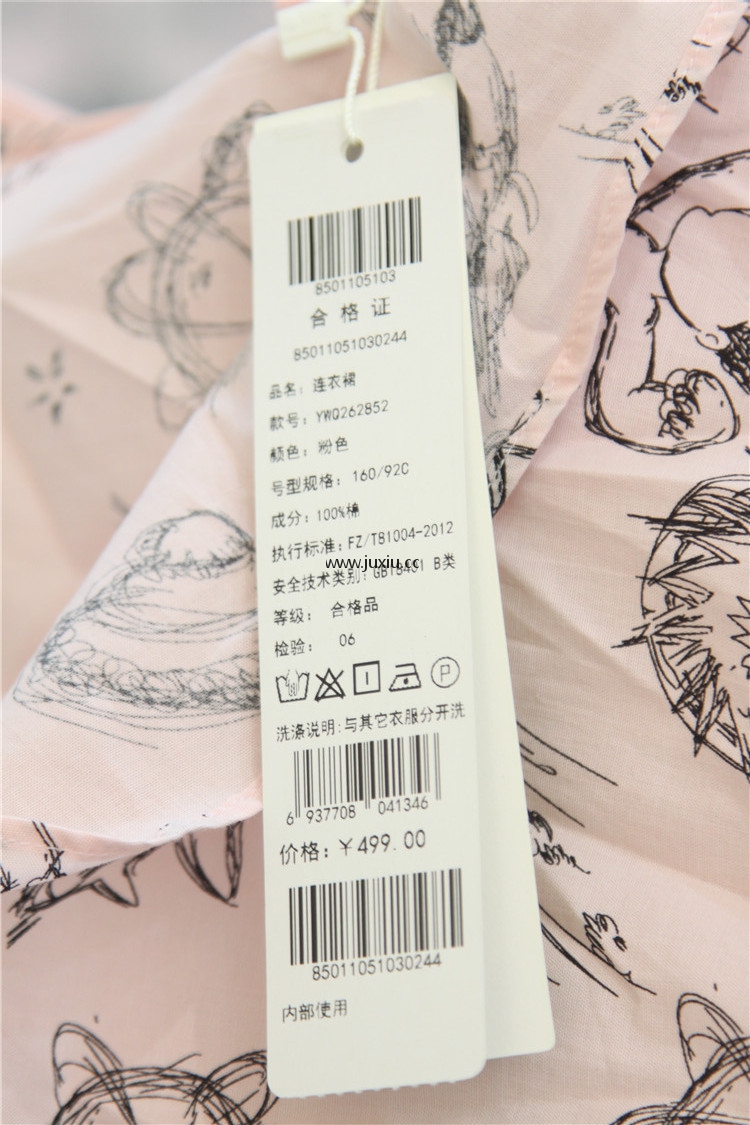 8501105103
合格证
85011051030244
品名: 连衣裙
款号: YWQ262852
颜色: 粉色
号型规格: 160/92C
成分: 100%棉
执行标准: FZ/T81004-2012
www.juxiu.cc
安全技术类别: GB18401 B类
等级: 合格品
检验: 06
P
洗涤说明:与其它衣服分开洗
6 937708 041346
价格: ¥499.00
85011051030244
内部使用